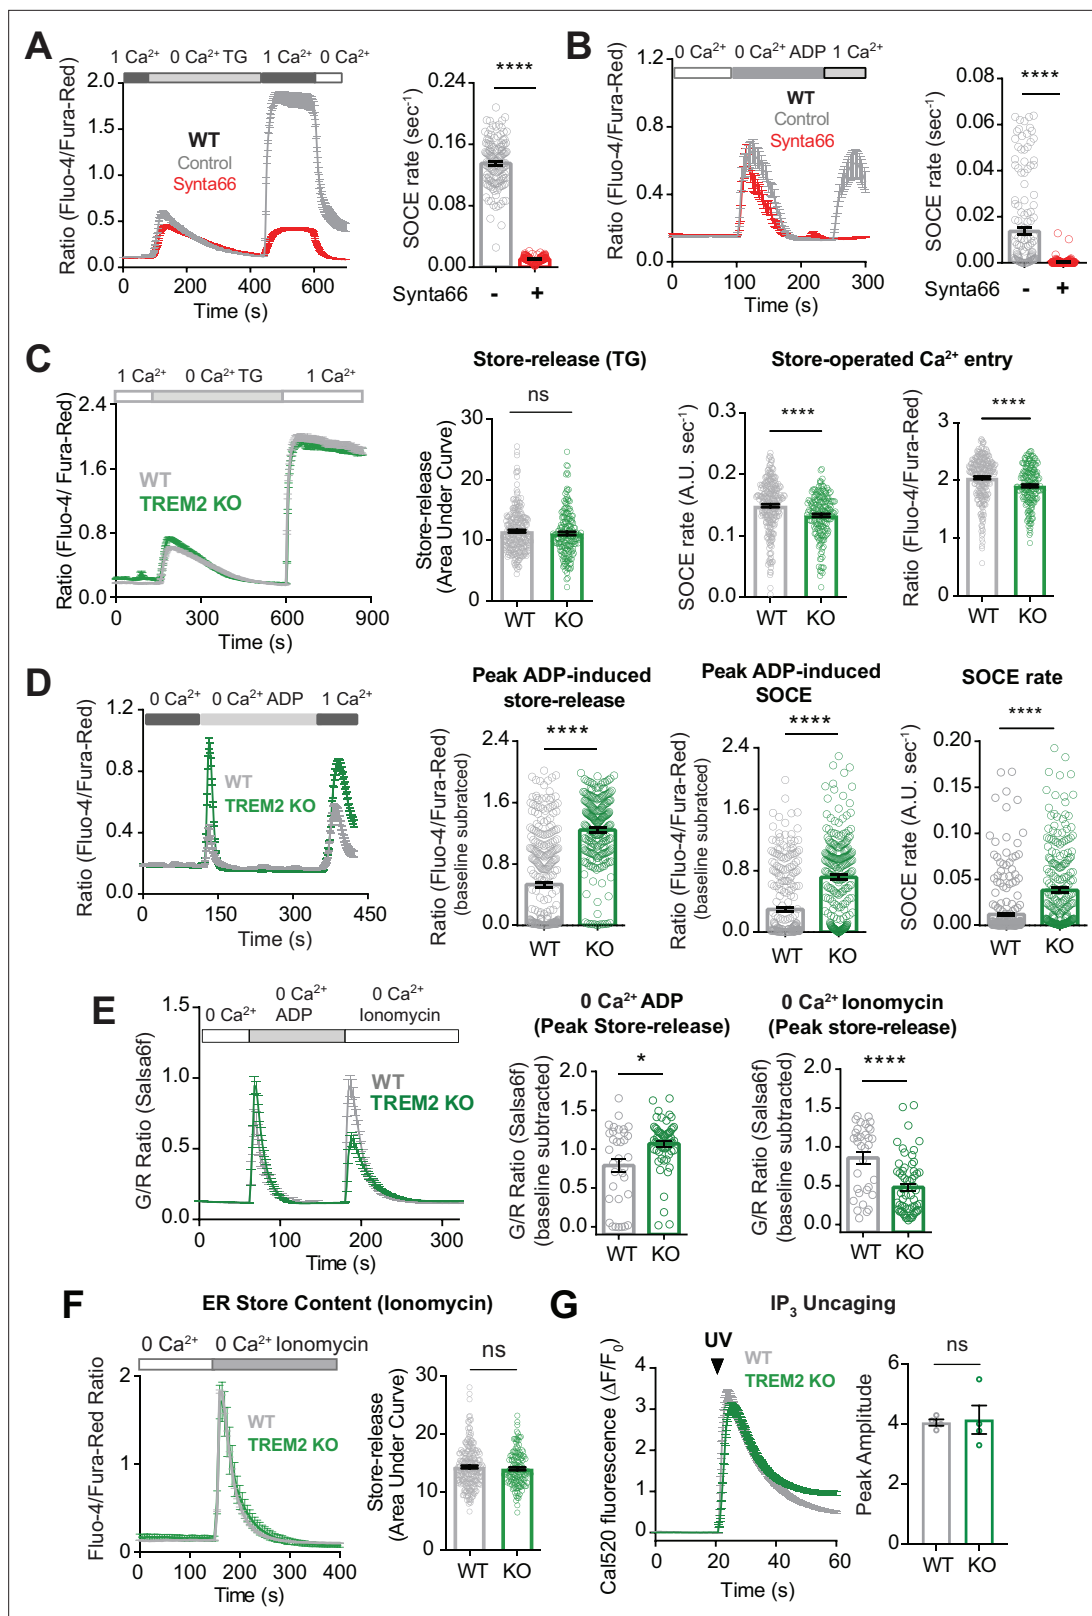 A
1 Ca²⁺ 0 Ca²⁺ TG 1 Ca²⁺ 0 Ca²⁺
Ratio (Fluo-4/Fura-Red)
2.0
1.5
1.0
0.5
0.0
WT
Control
Synta66
0 200 400 600
Time (s)
SOCE rate (sec⁻¹)
0.24
0.16
0.08
0.00
****
Synta66 - +
B
0 Ca²⁺ 0 Ca²⁺ ADP 1 Ca²⁺
Ratio (Fluo-4/Fura-Red)
1.2
0.8
0.4
0.0
WT
Control
Synta66
0 100 200 300
Time (s)
SOCE rate (sec⁻¹)
0.08
0.06
0.04
0.02
0.00
****
Synta66 - +
C
1 Ca²⁺ 0 Ca²⁺ TG 1 Ca²⁺
Ratio (Fluo-4/ Fura-Red)
2.4
1.6
0.8
0.0
WT
TREM2 KO
0 300 600 900
Time (s)
Store-release (TG)
Store-release
(Area Under Curve)
30
20
10
0
ns
WT KO
Store-operated Ca²⁺ entry
SOCE rate (A.U. sec⁻¹)
0.3
0.2
0.1
0.0
****
WT KO
Ratio (Fluo-4/Fura-Red)
3
2
1
0
****
WT KO
D
0 Ca²⁺ 0 Ca²⁺ ADP 1 Ca²⁺
Ratio (Fluo-4/Fura-Red)
1.2
0.8
0.4
0.0
WT
TREM2 KO
0 150 300 450
Time (s)
Peak ADP-induced
store-release
Ratio (Fluo-4/Fura-Red)
(baseline subratced)
2.4
1.6
0.8
0.0
****
WT KO
Peak ADP-induced
SOCE
Ratio (Fluo-4/Fura-Red)
(baseline subratced)
2.4
1.6
0.8
0.0
****
WT KO
SOCE rate
SOCE rate (A.U. sec⁻¹)
0.20
0.15
0.10
0.05
0.00
****
WT KO
E
0 Ca²⁺ 0 Ca²⁺ ADP 0 Ca²⁺ Ionomycin
G/R Ratio (Salsa6f)
1.5
1.0
0.5
0.0
WT
TREM2 KO
0 100 200 300
Time (s)
0 Ca²⁺ ADP
(Peak Store-release)
G/R Ratio (Salsa6f)
(baseline subtracted)
2.0
1.5
1.0
0.5
0.0
*
WT KO
0 Ca²⁺ Ionomycin
(Peak store-release)
G/R Ratio (Salsa6f)
(baseline subtracted)
2.0
1.5
1.0
0.5
0.0
****
WT KO
F
ER Store Content (Ionomycin)
0 Ca²⁺ 0 Ca²⁺ Ionomycin
Fluo-4/Fura-Red Ratio
2
1
0
WT
TREM2 KO
0 100 200 300 400
Time (s)
Store-release
(Area Under Curve)
30
20
10
0
ns
WT KO
G
IP₃ Uncaging
UV
Cal520 fluorescence (ΔF/F₀)
4
3
2
1
0
WT
TREM2 KO
0 20 40 60
Time (s)
Peak Amplitude
6
4
2
0
ns
WT KO